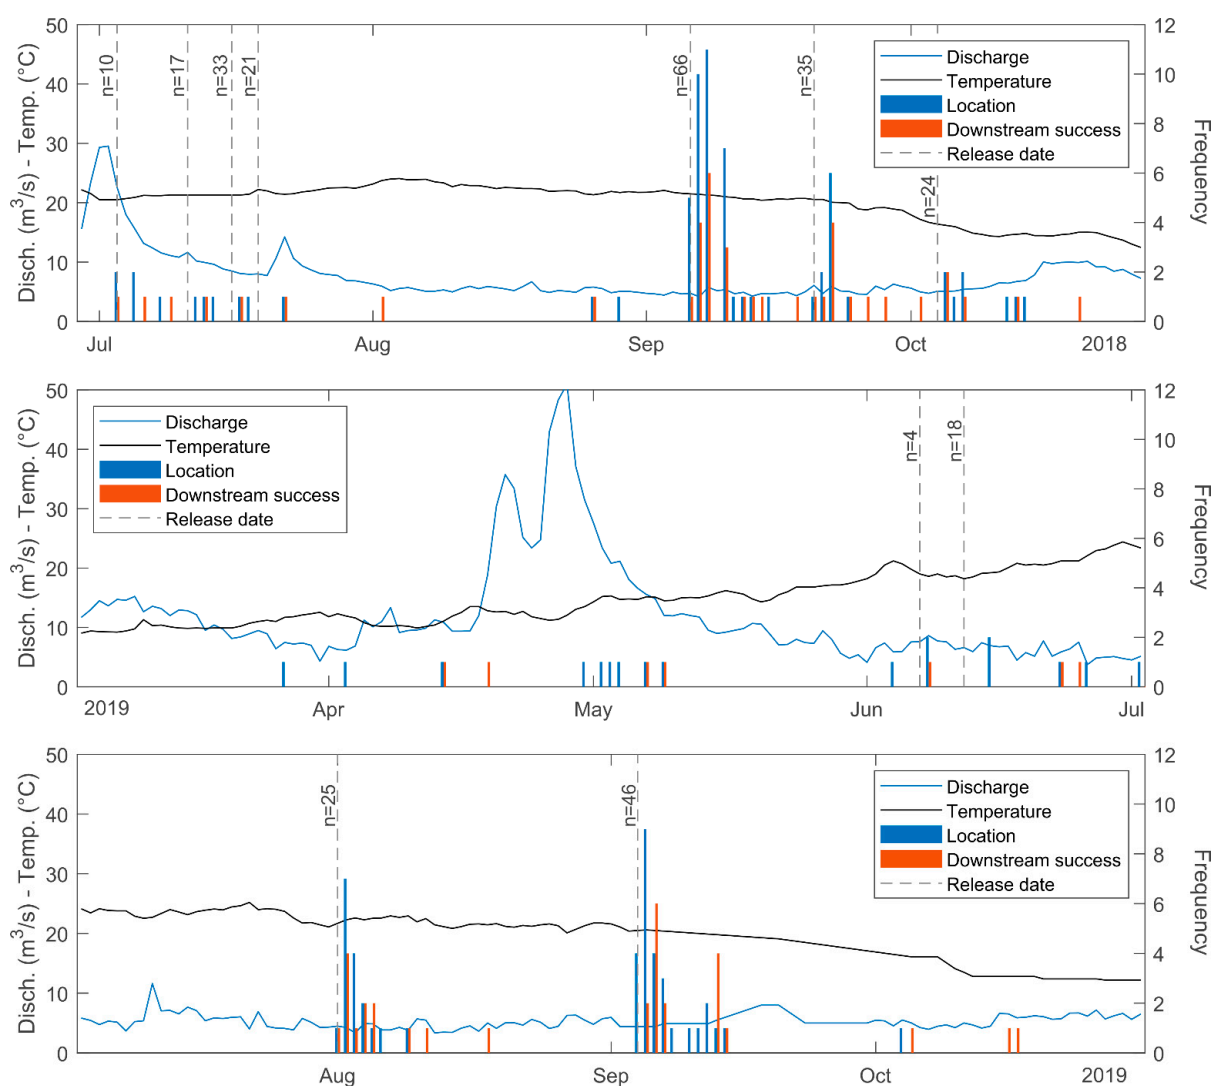 50
40
30
20
10
0
Disch. (m³/s) - Temp. (°C)
n=10
n=17
n=33
n=21
n=66
n=35
n=24
Discharge
Temperature
Location
Downstream success
Release date
12
10
8
6
4
2
0
Frequency
Jul
Aug
Sep
Oct
2018
50
40
30
20
10
0
Disch. (m³/s) - Temp. (°C)
Discharge
Temperature
Location
Downstream success
Release date
n=4
n=18
12
10
8
6
4
2
0
Frequency
2019
Apr
May
Jun
Jul
50
40
30
20
10
0
Disch. (m³/s) - Temp. (°C)
n=25
n=46
Discharge
Temperature
Location
Downstream success
Release date
12
10
8
6
4
2
0
Frequency
Aug
Sep
Oct
2019